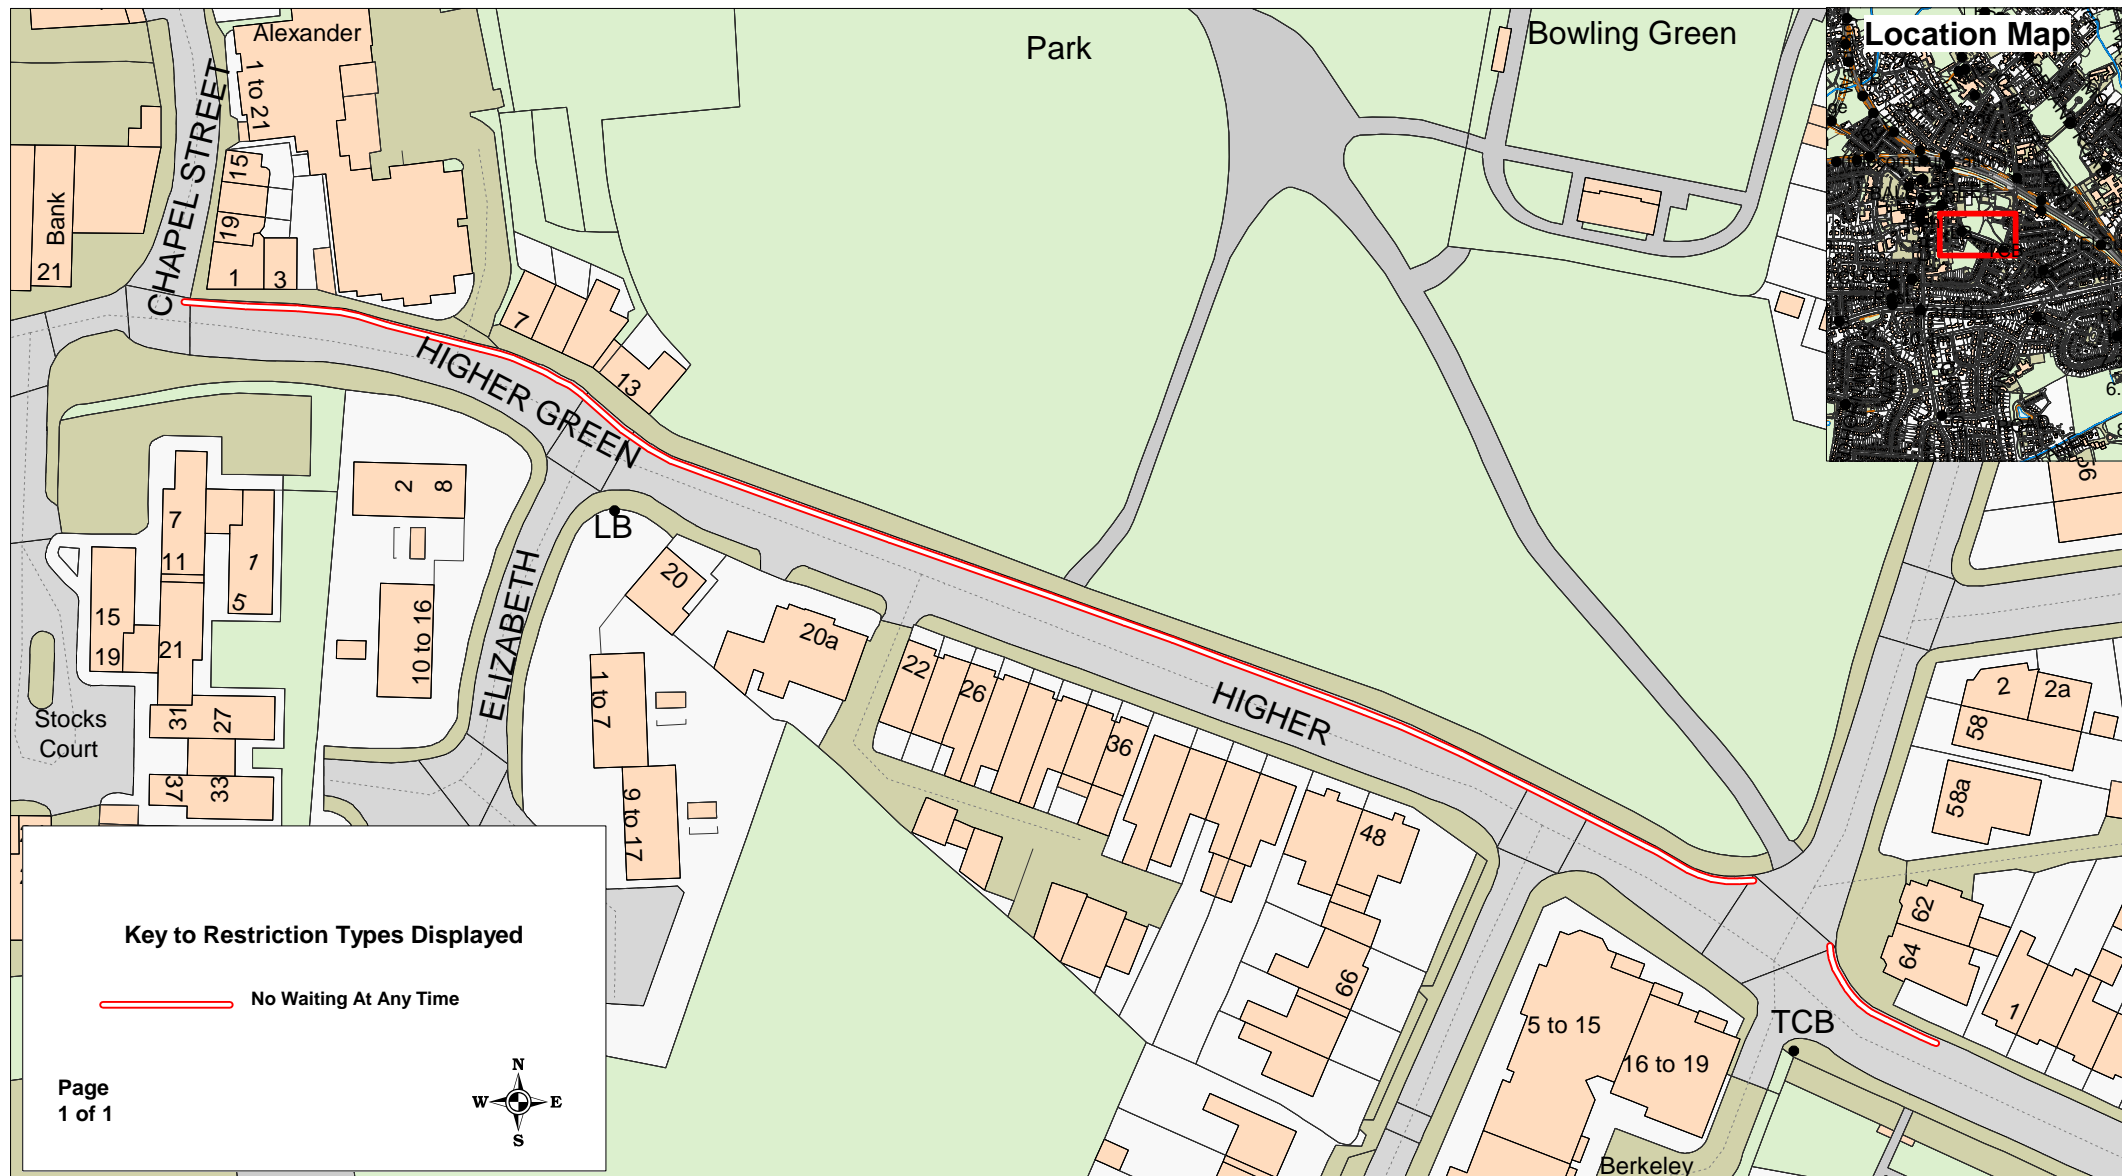 Alexander
1 to 21
CHAPEL STREET
Park
Bowling Green
Location Map
15
19
1
3
Bank
21
7
13
HIGHER GREEN
2
8
LB
7
11
1
5
15
19
21
10 to 16
ELIZABETH
20
20a
1 to 7
22
26
36
HIGHER
Stocks
Court
31
27
37
33
9 to 17
48
66
56
2
2a
58
58a
62
64
1
5 to 15
16 to 19
TCB
Berkeley
Key to Restriction Types Displayed
No Waiting At Any Time
Page
1 of 1
N
W
E
S